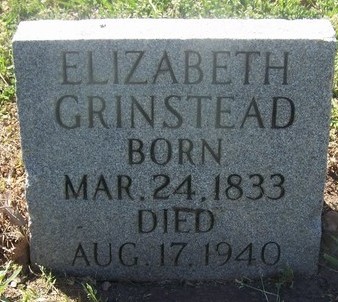 ELIZABETH
GRINSTEAD
BORN
MAR. 24, 1833
DIED
AUG. 17, 1940